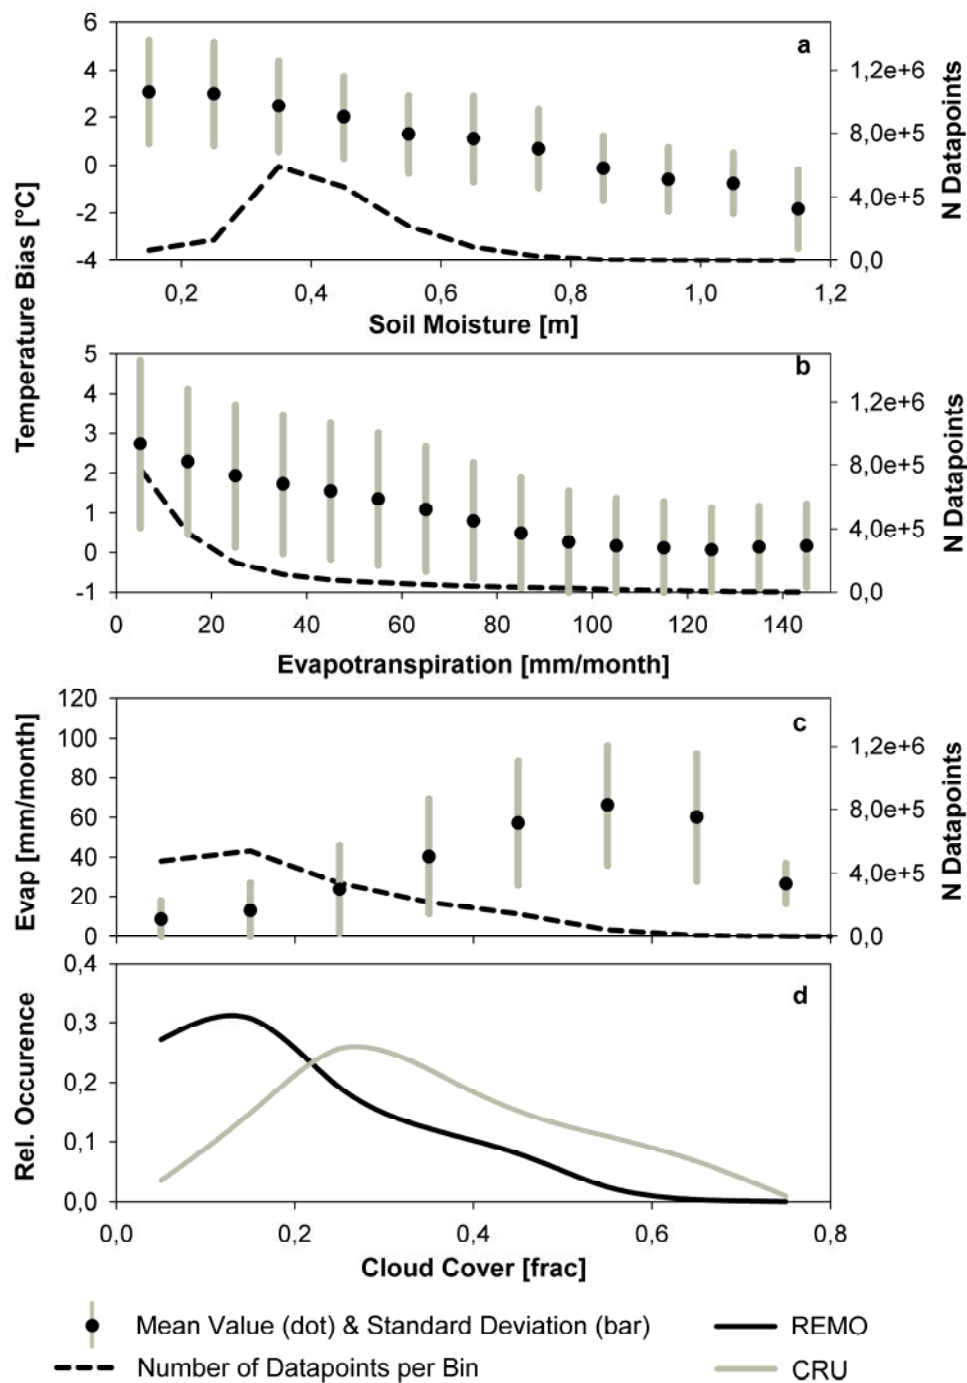 6
4
2
0
-2
-4
a
1,2e+6
8,0e+5
4,0e+5
0,0
N Datapoints
0,2
0,4
0,6
0,8
1,0
1,2
Soil Moisture [m]
Temperature Bias [°C]
5
4
3
2
1
0
-1
b
1,2e+6
8,0e+5
4,0e+5
0,0
N Datapoints
0
20
40
60
80
100
120
140
Evapotranspiration [mm/month]
120
100
80
60
40
20
0
Evap [mm/month]
c
1,2e+6
8,0e+5
4,0e+5
0,0
N Datapoints
0,4
0,3
0,2
0,1
0.0
Rel. Occurence
d
0,0
0,2
0,4
0,6
0,8
Cloud Cover [frac]
Mean Value (dot) & Standard Deviation (bar)
REMO
Number of Datapoints per Bin
CRU